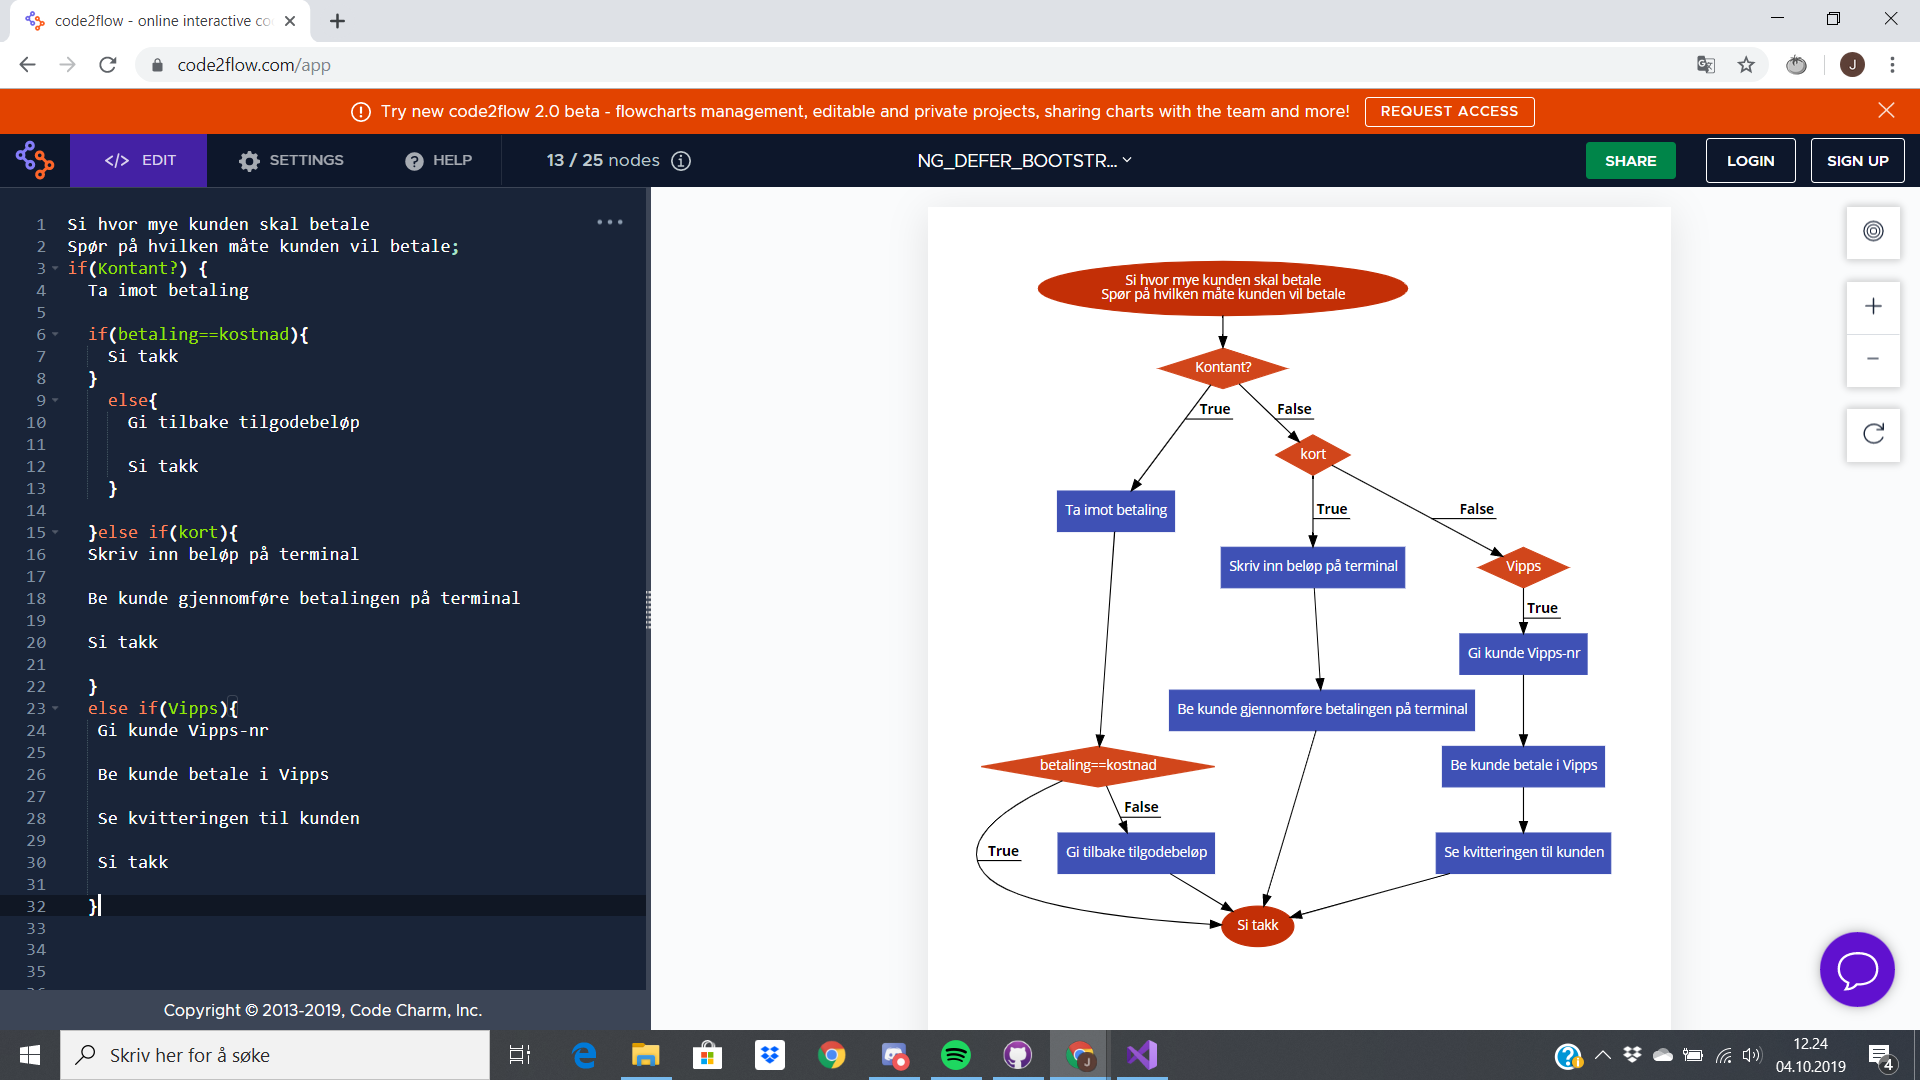 code2flow - online interactive co
code2flow.com/app
J
Try new code2flow 2.0 beta - flowcharts management, editable and private projects, sharing charts with the team and more!
REQUEST ACCESS
</> EDIT
SETTINGS
HELP
13 / 25 nodes
NG_DEFER_BOOTSTR...
SHARE
LOGIN
SIGN UP
1 Si hvor mye kunden skal betale
2 Spør på hvilken måte kunden vil betale;
3 if(Kontant?) {
4 Ta imot betaling
5
6 if(betaling==kostnad){
7 Si takk
8 }
9 else{
10 Gi tilbake tilgodebeløp
11
12 Si takk
13 }
14
15 }else if(kort){
16 Skriv inn beløp på terminal
17
18 Be kunde gjennomføre betalingen på terminal
19
20 Si takk
21
22 }
23 else if(Vipps){
24 Gi kunde Vipps-nr
25
26 Be kunde betale i Vipps
27
28 Se kvitteringen til kunden
29
30 Si takk
31
32 }
33
34
35
Copyright © 2013-2019, Code Charm, Inc.
Si hvor mye kunden skal betale
Spør på hvilken måte kunden vil betale
Kontant?
True
False
kort
Ta imot betaling
True
False
Skriv inn beløp på terminal
Vipps
True
Gi kunde Vipps-nr
Be kunde gjennomføre betalingen på terminal
betaling==kostnad
Be kunde betale i Vipps
False
True
Gi tilbake tilgodebeløp
Se kvitteringen til kunden
Si takk
Skriv her for å søke
J
12.24
04.10.2019
4